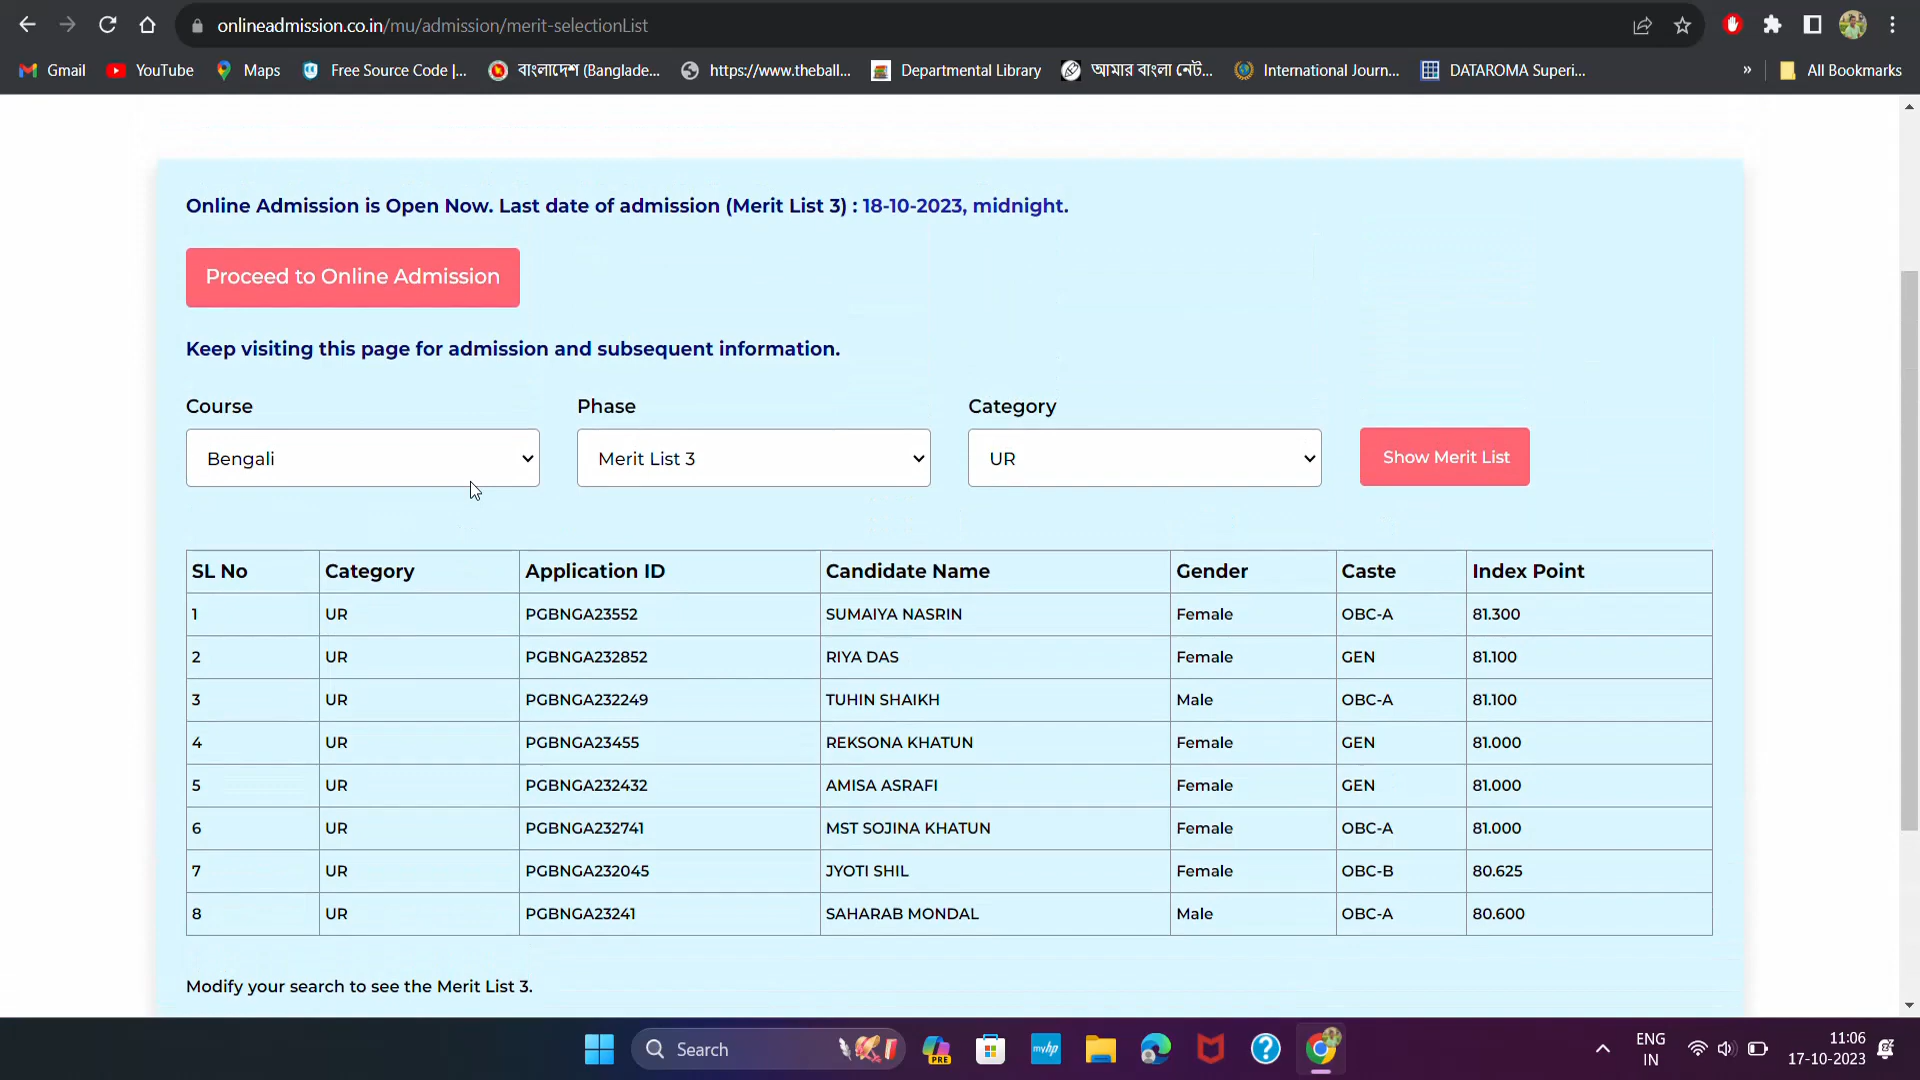 onlineadmission.co.in/mu/admission/merit-selectionList
Gmail YouTube Maps Free Source Code |... বাংলাদেশ (Banglade... https://www.theball... Departmental Library আমার বাংলা নেট... International Journ... DATAROMA Superi... » All Bookmarks
Online Admission is Open Now. Last date of admission (Merit List 3) : 18-10-2023, midnight.
Proceed to Online Admission
Keep visiting this page for admission and subsequent information.
Course Phase Category
Bengali Merit List 3 UR Show Merit List
SL No Category Application ID Candidate Name Gender Caste Index Point
1 UR PGBNGA23552 SUMAIYA NASRIN Female OBC-A 81.300
2 UR PGBNGA232852 RIYA DAS Female GEN 81.100
3 UR PGBNGA232249 TUHIN SHAIKH Male OBC-A 81.100
4 UR PGBNGA23455 REKSONA KHATUN Female GEN 81.000
5 UR PGBNGA232432 AMISA ASRAFI Female GEN 81.000
6 UR PGBNGA232741 MST SOJINA KHATUN Female OBC-A 81.000
7 UR PGBNGA232045 JYOTI SHIL Female OBC-B 80.625
8 UR PGBNGA23241 SAHARAB MONDAL Male OBC-A 80.600
Modify your search to see the Merit List 3.
Search PRE myhp ENG 11:06
IN 17-10-2023